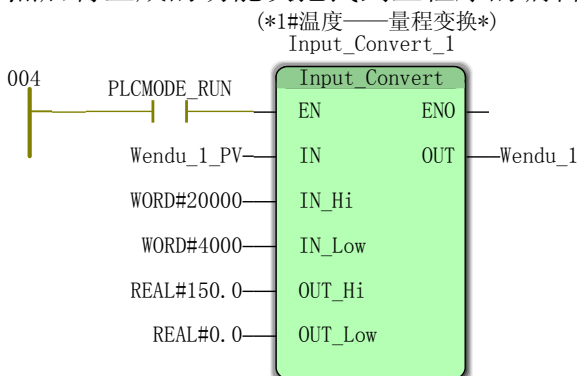 (*1#温度——量程变换*)
Input_Convert_1
004
PLCMODE_RUN
Input_Convert
EN ENO
Wendu_1_PV IN OUT Wendu_1
WORD#20000 IN_Hi
WORD#4000 IN_Low
REAL#150.0 OUT_Hi
REAL#0.0 OUT_Low